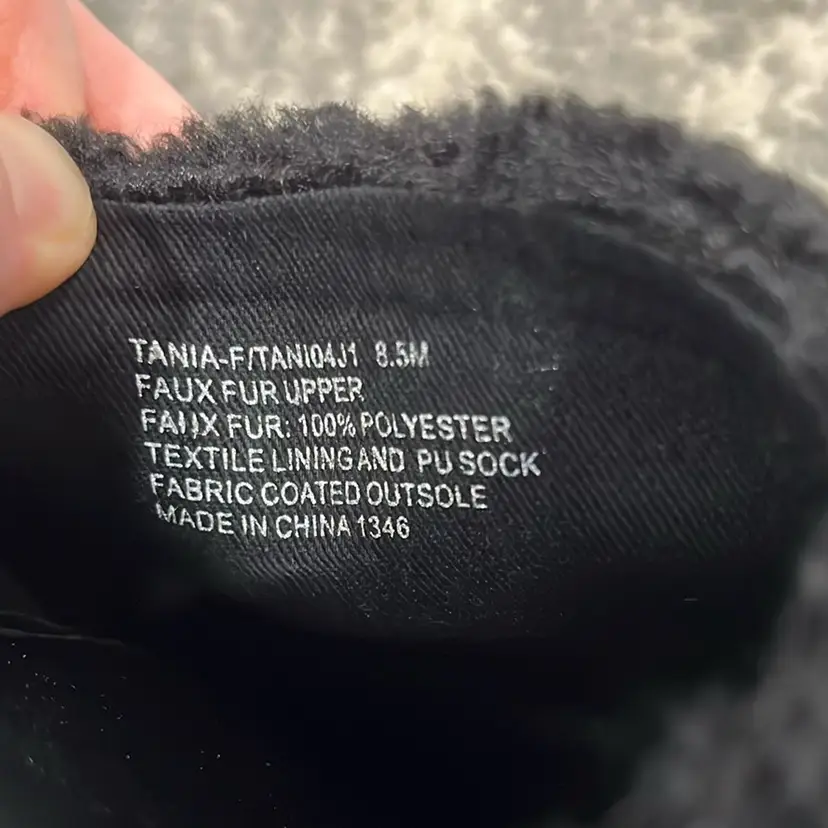 TANIA-F/TANI04J1 8.5M
FAUX FUR UPPER
FAUX FUR: 100% POLYESTER
TEXTILE LINING AND PU SOCK
FABRIC COATED OUTSOLE
MADE IN CHINA 1346